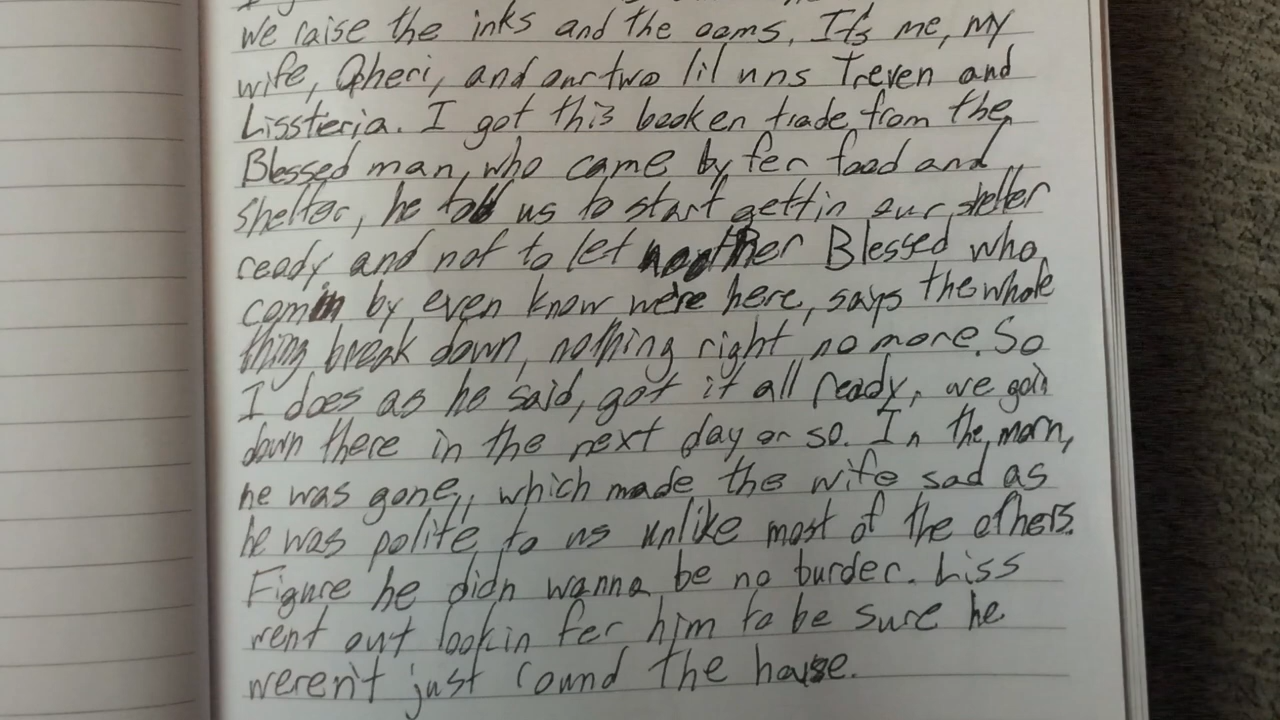 We raise the inks and the ooms. It's me, my
wife, Opheri, and our two lil uns Treven and
Lissteria. I got this book en trade from the
Blessed man, who came by fer food and
shelter, he told us to start gettin our shelter
ready and not to let another Blessed who
comin by even know we're here, says the whole
thing break down, nothing right no more. So
I does as he said, got it all ready, we goin
down there in the next day or so. In the morn,
he was gone, which made the wife sad as
he was polite to us unlike most of the others.
Figure he didn wanna be no burden. Liss
went out lookin fer him to be sure he
weren't just round the house.